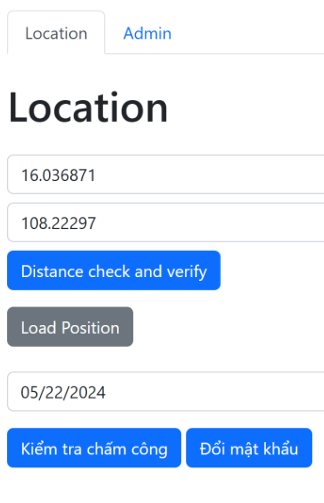 Location Admin
Location
16.036871
108.22297
Distance check and verify
Load Position
05/22/2024
Kiểm tra chấm công Đổi mật khẩu